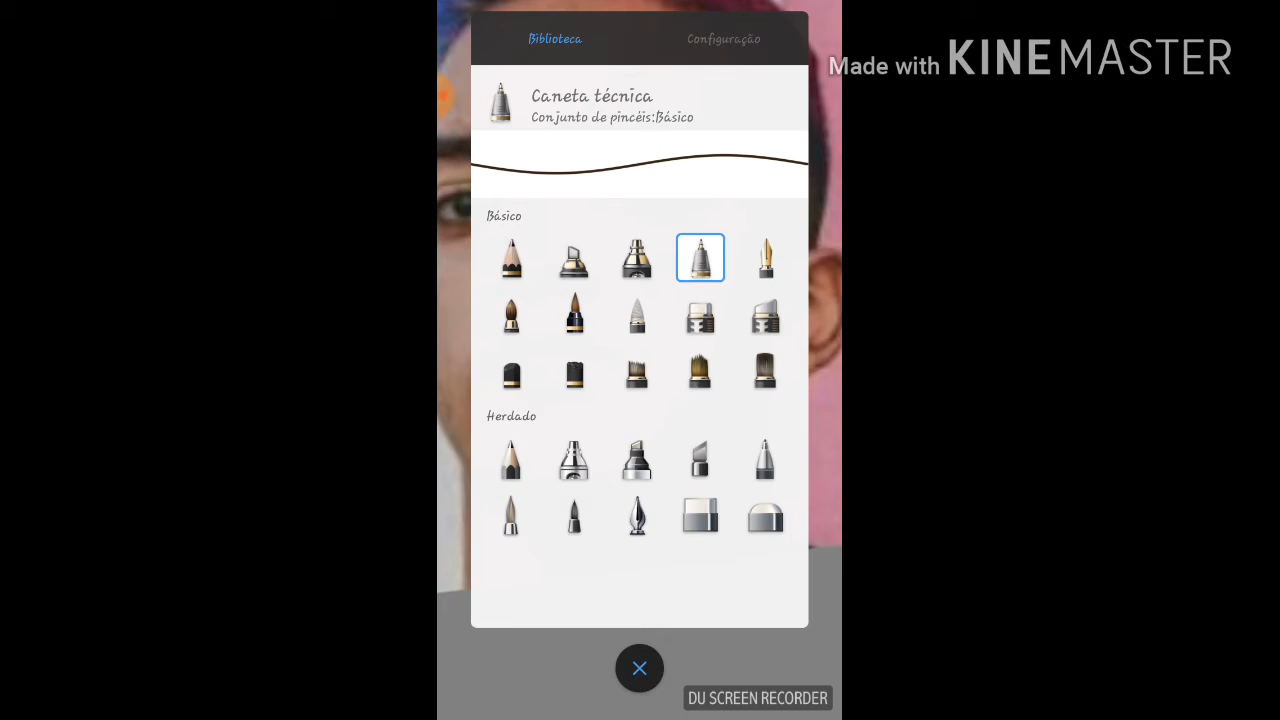 Biblioteca
Configuração
Made with KINEMASTER
Caneta técnica
Conjunto de pincéis:Básico
Básico
Herdado
DU SCREEN RECORDER